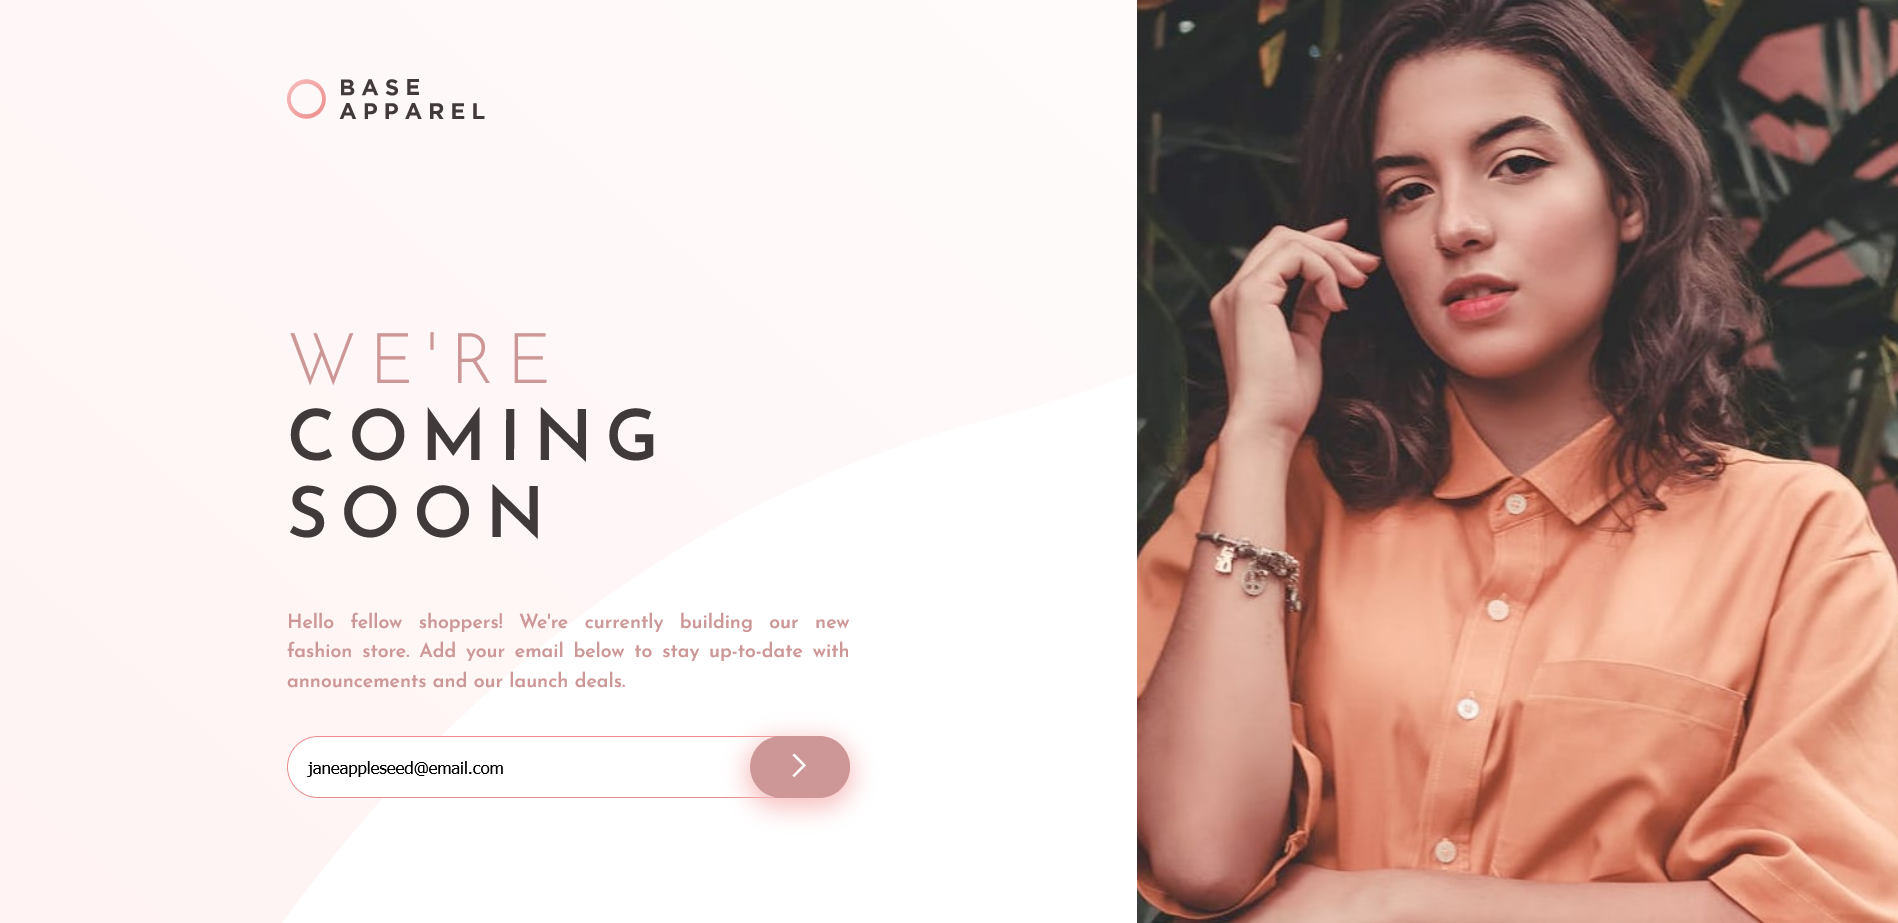 BASE
APPAREL
WE'RE
COMING
SOON
Hello fellow shoppers! We're currently building our new
fashion store. Add your email below to stay up-to-date with
announcements and our launch deals.
janeappleseed@email.com